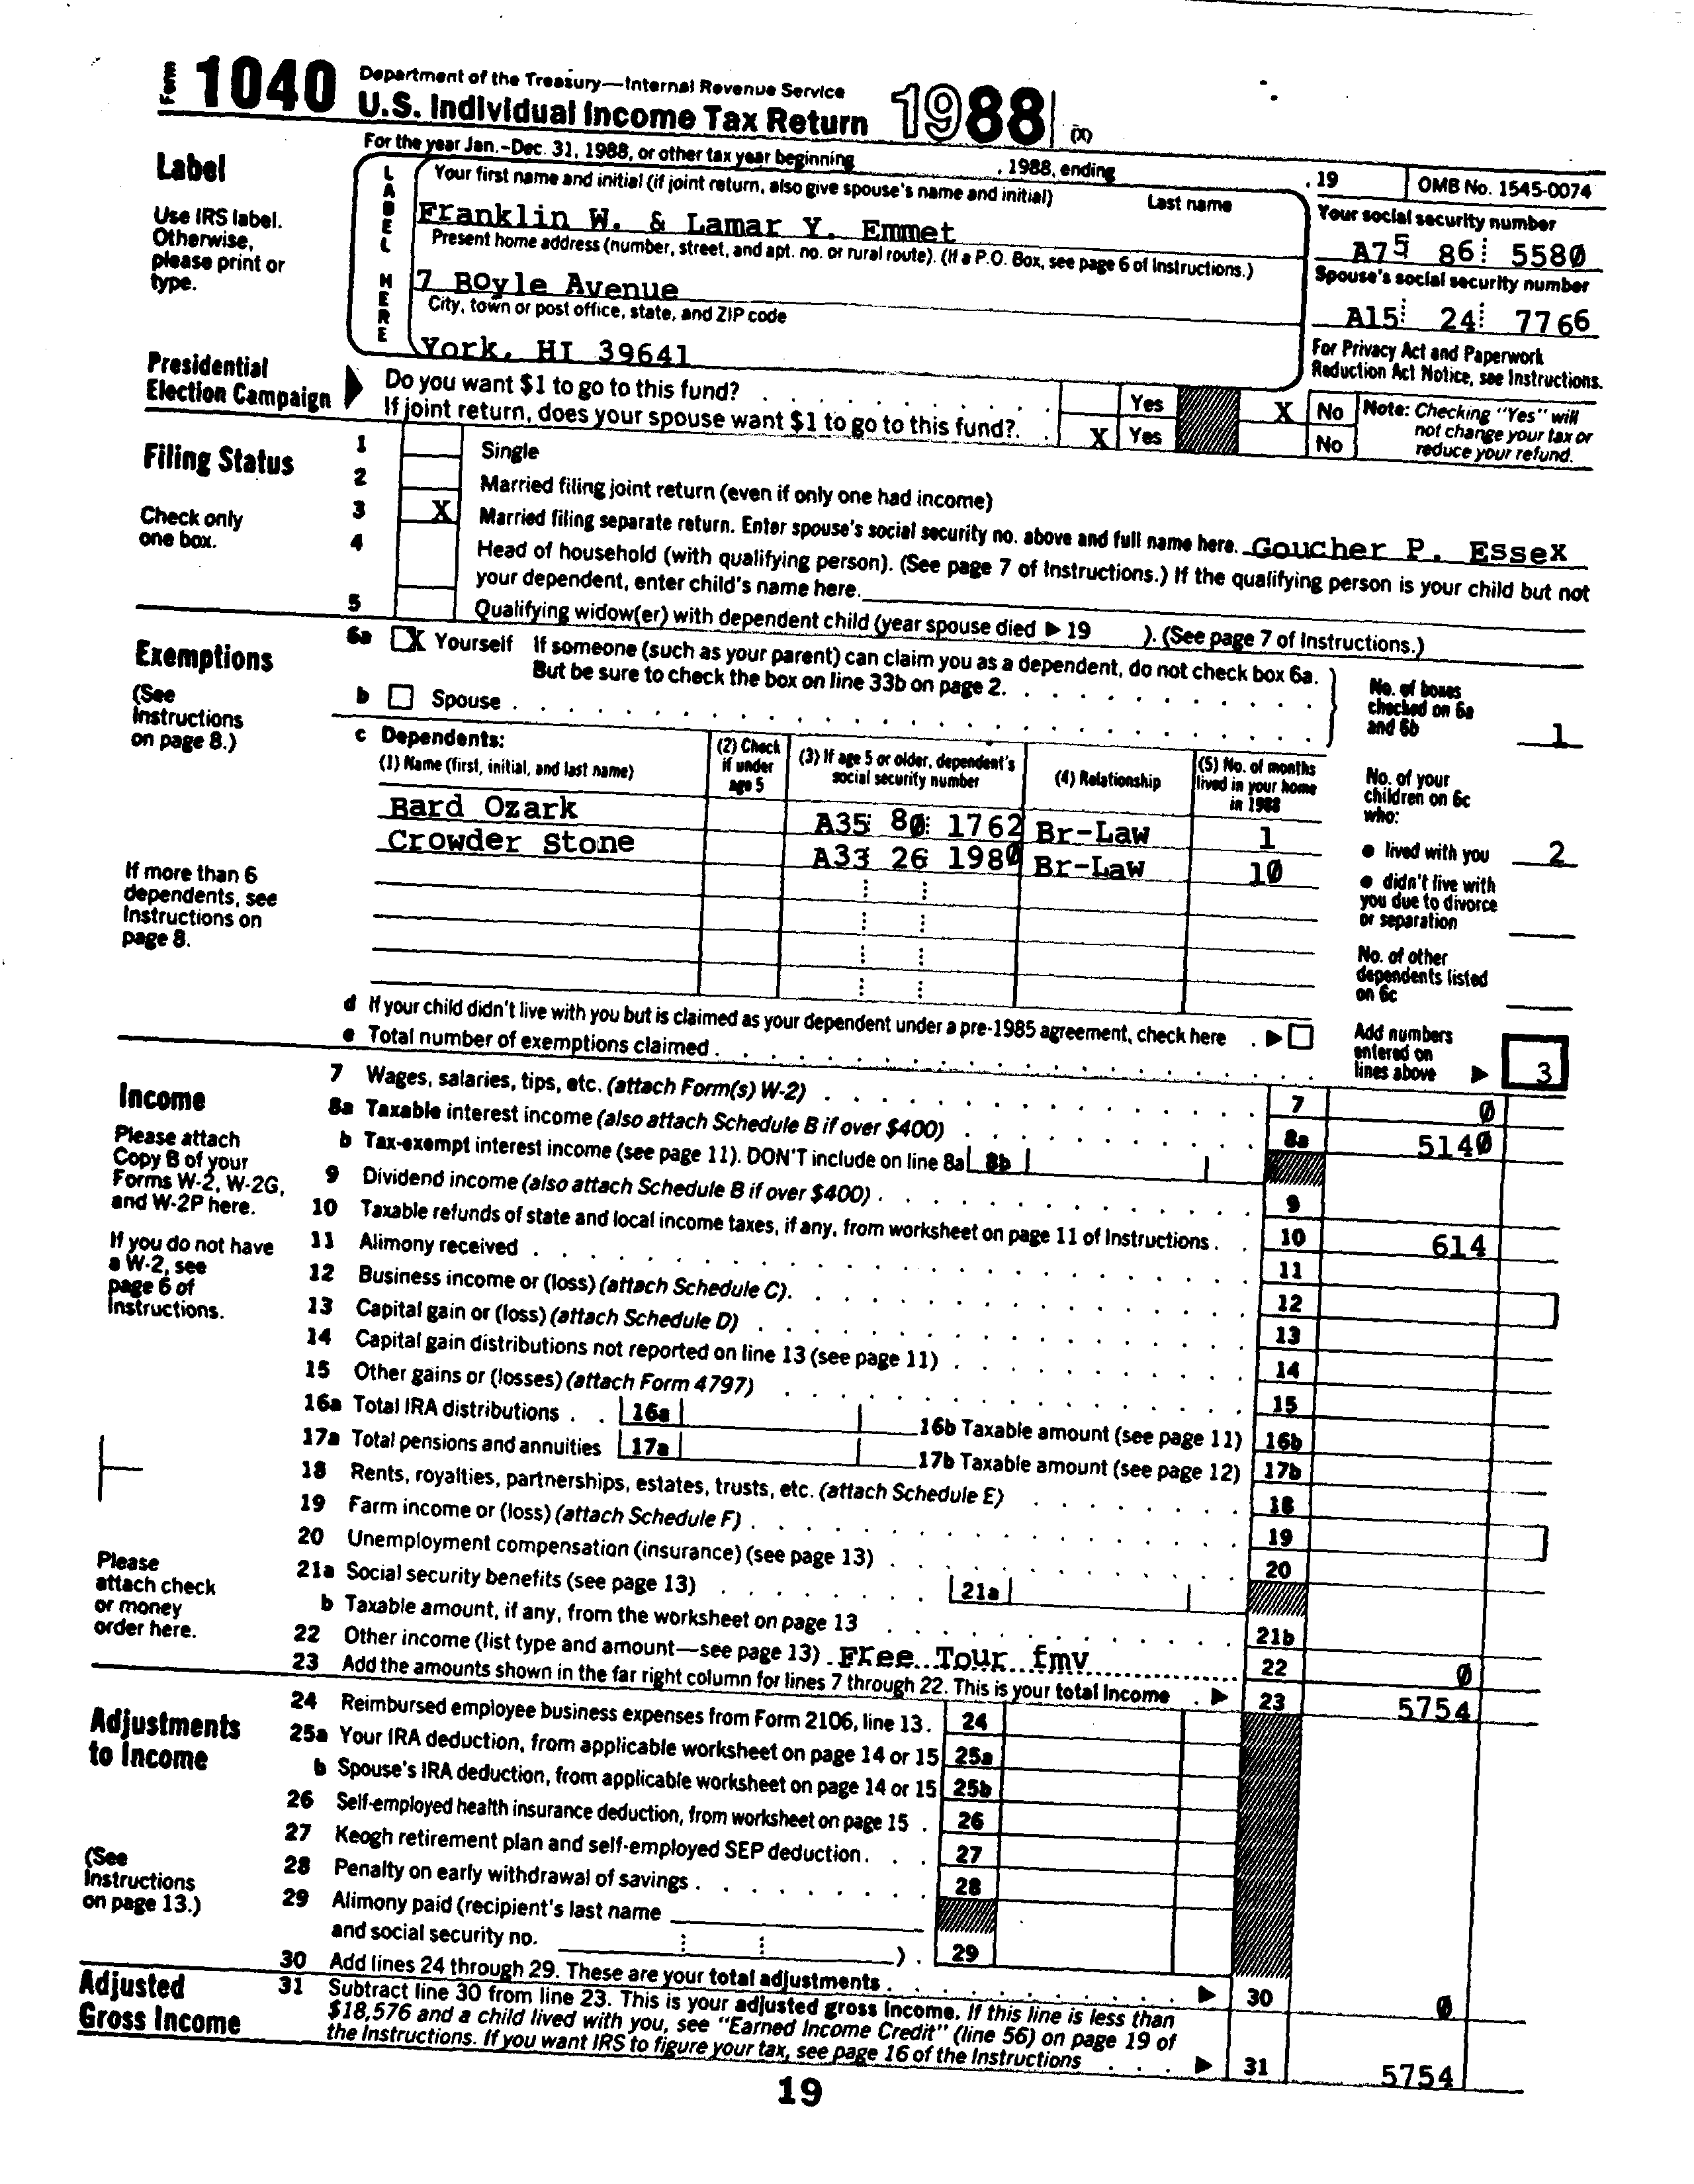 Form 1040 Department of the Treasury—Internal Revenue Service
U.S. Individual Income Tax Return 1988 (X)
For the year Jan.–Dec. 31, 1988, or other tax year beginning , 1988, ending , 19 OMB No. 1545-0074
Label
Use IRS label.
Otherwise,
please print or
type.
LABEL HERE
Your first name and initial (if joint return, also give spouse's name and initial) Last name
Franklin W. & Lamar Y. Emmet
Present home address (number, street, and apt. no. or rural route). (If a P.O. Box, see page 6 of Instructions.)
7 BOyle Avenue
City, town or post office, state, and ZIP code
York, HI 39641
Your social security number
A75 86 5580
Spouse's social security number
A15 24 7766
For Privacy Act and Paperwork
Reduction Act Notice, see Instructions.
Presidential
Election Campaign
Do you want $1 to go to this fund? Yes X No
If joint return, does your spouse want $1 to go to this fund? X Yes No
Note: Checking "Yes" will
not change your tax or
reduce your refund.
Filing Status
Check only
one box.
1 Single
2 Married filing joint return (even if only one had income)
3 X Married filing separate return. Enter spouse's social security no. above and full name here. Goucher P. Essex
4 Head of household (with qualifying person). (See page 7 of Instructions.) If the qualifying person is your child but not
your dependent, enter child's name here.
5 Qualifying widow(er) with dependent child (year spouse died ▶ 19 ). (See page 7 of Instructions.)
Exemptions
(See
Instructions
on page 8.)
6a X Yourself If someone (such as your parent) can claim you as a dependent, do not check box 6a.
But be sure to check the box on line 33b on page 2.
b Spouse
No. of boxes
checked on 6a
and 6b 1
c Dependents:
(1) Name (first, initial, and last name)
(2) Check
if under
age 5
(3) If age 5 or older, dependent's
social security number
(4) Relationship
(5) No. of months
lived in your home
in 1988
Bard Ozark A35 80 1762 Br-Law 1
Crowder Stone A33 26 1980 Br-Law 10
If more than 6
dependents, see
Instructions on
page 8.
No. of your
children on 6c
who:
● lived with you 2
● didn't live with
you due to divorce
or separation
No. of other
dependents listed
on 6c
d If your child didn't live with you but is claimed as your dependent under a pre-1985 agreement, check here ▶
e Total number of exemptions claimed
Add numbers
entered on
lines above ▶ 3
Income
Please attach
Copy B of your
Forms W-2, W-2G,
and W-2P here.
If you do not have
a W-2, see
page 6 of
Instructions.
Please
attach check
or money
order here.
7 Wages, salaries, tips, etc. (attach Form(s) W-2) 7 0
8a Taxable interest income (also attach Schedule B if over $400) 8a 5140
b Tax-exempt interest income (see page 11). DON'T include on line 8a 8b
9 Dividend income (also attach Schedule B if over $400) 9
10 Taxable refunds of state and local income taxes, if any, from worksheet on page 11 of Instructions 10 614
11 Alimony received 11
12 Business income or (loss) (attach Schedule C) 12
13 Capital gain or (loss) (attach Schedule D) 13
14 Capital gain distributions not reported on line 13 (see page 11) 14
15 Other gains or (losses) (attach Form 4797) 15
16a Total IRA distributions 16a 16b Taxable amount (see page 11) 16b
17a Total pensions and annuities 17a 17b Taxable amount (see page 12) 17b
18 Rents, royalties, partnerships, estates, trusts, etc. (attach Schedule E) 18
19 Farm income or (loss) (attach Schedule F) 19
20 Unemployment compensation (insurance) (see page 13) 20
21a Social security benefits (see page 13) 21a
b Taxable amount, if any, from the worksheet on page 13 21b
22 Other income (list type and amount—see page 13) Free Tour fmv 22 0
23 Add the amounts shown in the far right column for lines 7 through 22. This is your total income ▶ 23 5754
Adjustments
to Income
(See
Instructions
on page 13.)
24 Reimbursed employee business expenses from Form 2106, line 13. 24
25a Your IRA deduction, from applicable worksheet on page 14 or 15 25a
b Spouse's IRA deduction, from applicable worksheet on page 14 or 15 25b
26 Self-employed health insurance deduction, from worksheet on page 15 26
27 Keogh retirement plan and self-employed SEP deduction 27
28 Penalty on early withdrawal of savings 28
29 Alimony paid (recipient's last name
and social security no. ) 29
30 Add lines 24 through 29. These are your total adjustments ▶ 30 0
Adjusted
Gross Income
31 Subtract line 30 from line 23. This is your adjusted gross income. If this line is less than
$18,576 and a child lived with you, see "Earned Income Credit" (line 56) on page 19 of
the Instructions. If you want IRS to figure your tax, see page 16 of the Instructions ▶ 31 5754
19